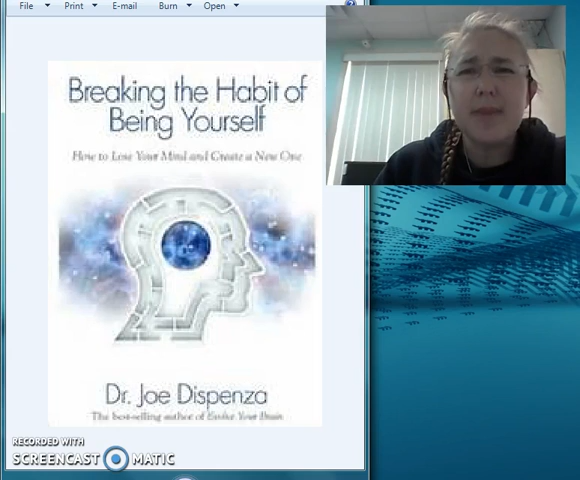 File Print E-mail Burn Open
Breaking the Habit of
Being Yourself
How to Lose Your Mind and Create a New One
Dr. Joe Dispenza
The best-selling author of Evolve Your Brain
RECORDED WITH
SCREENCAST MATIC